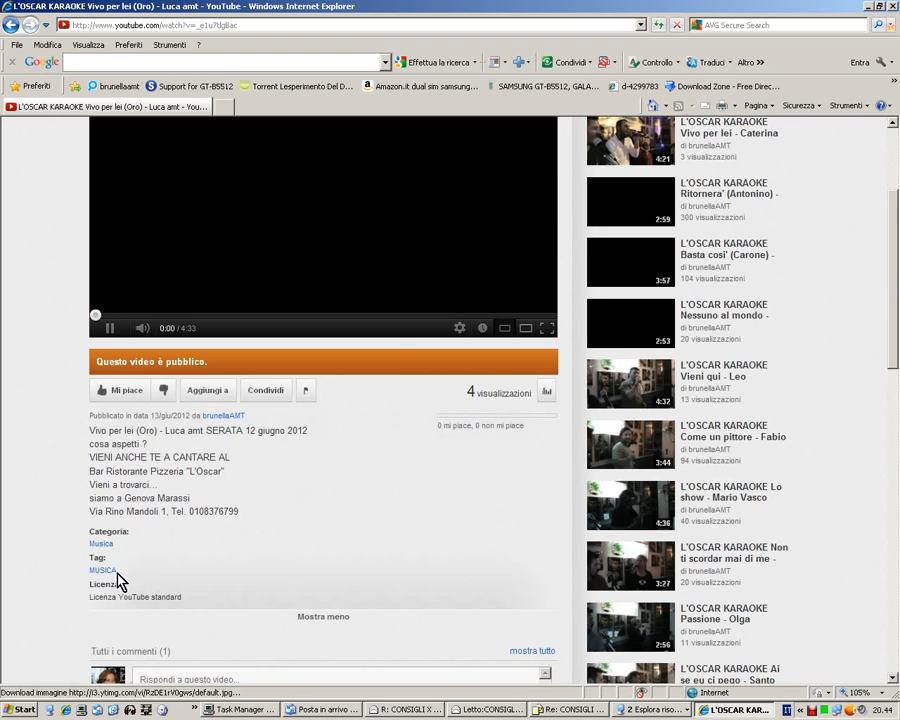 L'OSCAR KARAOKE Vivo per lei (Oro) - Luca amt - YouTube - Windows Internet Explorer
http://www.youtube.com/watch?v=_e1u7tlgBac
AVG Secure Search
File Modifica Visualizza Preferiti Strumenti ?
Google Effettua la ricerca Condividi Controllo Traduci Altro >> Entra
Preferiti brunellaamt Support for GT-B5512 Torrent Lesperimento Del D... Amazon.it dual sim samsung... SAMSUNG GT-B5512, GALA... d-4299783 Download Zone - Free Direc...
L'OSCAR KARAOKE Vivo per lei (Oro) - Luca amt - You...
Pagina Sicurezza Strumenti
0:00 / 4:33
Questo video è pubblico.
Mi piace Aggiungi a Condividi
4 visualizzazioni
Pubblicato in data 13/giu/2012 da brunellaAMT
0 mi piace, 0 non mi piace
Vivo per lei (Oro) - Luca amt SERATA 12 giugno 2012
cosa aspetti ?
VIENI ANCHE TE A CANTARE AL
Bar Ristorante Pizzeria "L'Oscar"
Vieni a trovarci...
siamo a Genova Marassi
Via Rino Mandoli 1, Tel. 0108376799
Categoria:
Musica
Tag:
MUSICA
Licenza
Licenza YouTube standard
Mostra meno
Tutti i commenti (1)
mostra tutto
Rispondi a questo video...
L'OSCAR KARAOKE
Vivo per lei - Caterina
di brunellaAMT
3 visualizzazioni
4:21
L'OSCAR KARAOKE
Ritornera' (Antonino) -
di brunellaAMT
300 visualizzazioni
2:59
L'OSCAR KARAOKE
Basta cosi' (Carone) -
di brunellaAMT
104 visualizzazioni
3:57
L'OSCAR KARAOKE
Nessuno al mondo -
di brunellaAMT
20 visualizzazioni
2:53
L'OSCAR KARAOKE
Vieni qui - Leo
di brunellaAMT
13 visualizzazioni
4:32
L'OSCAR KARAOKE
Come un pittore - Fabio
di brunellaAMT
94 visualizzazioni
3:44
L'OSCAR KARAOKE Lo
show - Mario Vasco
di brunellaAMT
40 visualizzazioni
4:36
L'OSCAR KARAOKE Non
ti scordar mai di me -
di brunellaAMT
20 visualizzazioni
3:27
L'OSCAR KARAOKE
Passione - Olga
di brunellaAMT
11 visualizzazioni
2:56
L'OSCAR KARAOKE Ai
se eu ci pego - Santo
Download immagine http://i3.ytimg.com/vi/RzDE1rV0gws/default.jpg...
Internet
105%
Start Task Manager ... Posta in arrivo ... R: CONSIGLI X ... Letto:CONSIGL... Re: CONSIGLI ... 2 Esplora riso... L'OSCAR KAR... IT 20.44